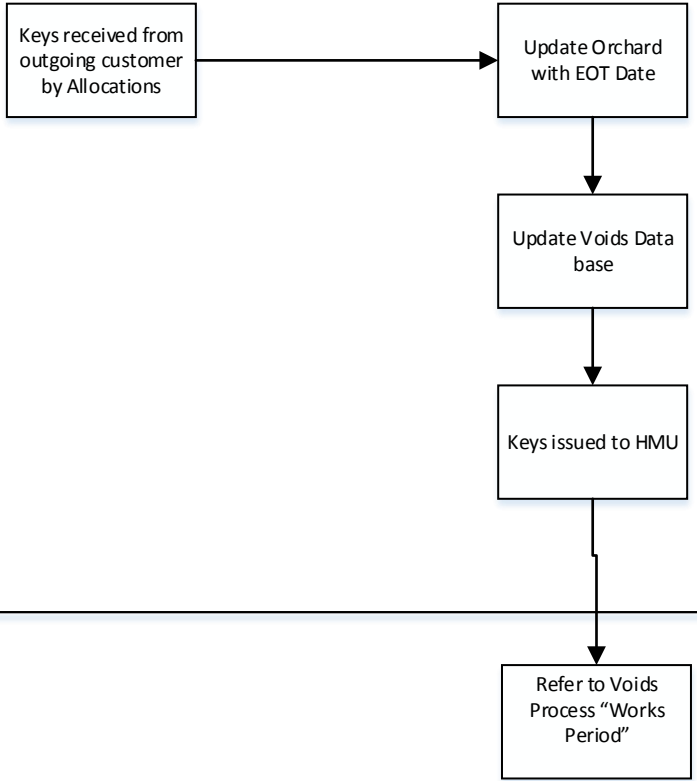 Keys received from
outgoing customer
by Allocations
Update Orchard
with EOT Date
Update Voids Data
base
Keys issued to HMU
Refer to Voids
Process “Works
Period”